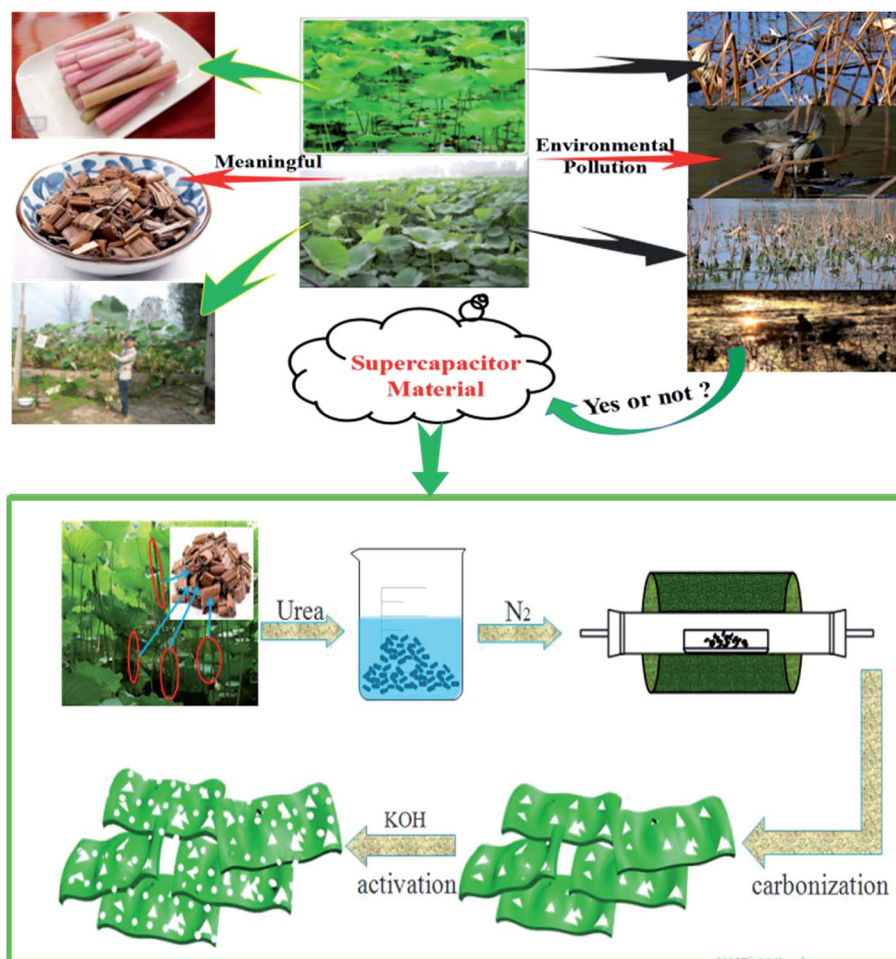 Meaningful
Environmental
Pollution
Supercapacitor
Material
Yes or not ?
Urea
N2
KOH
activation
carbonization